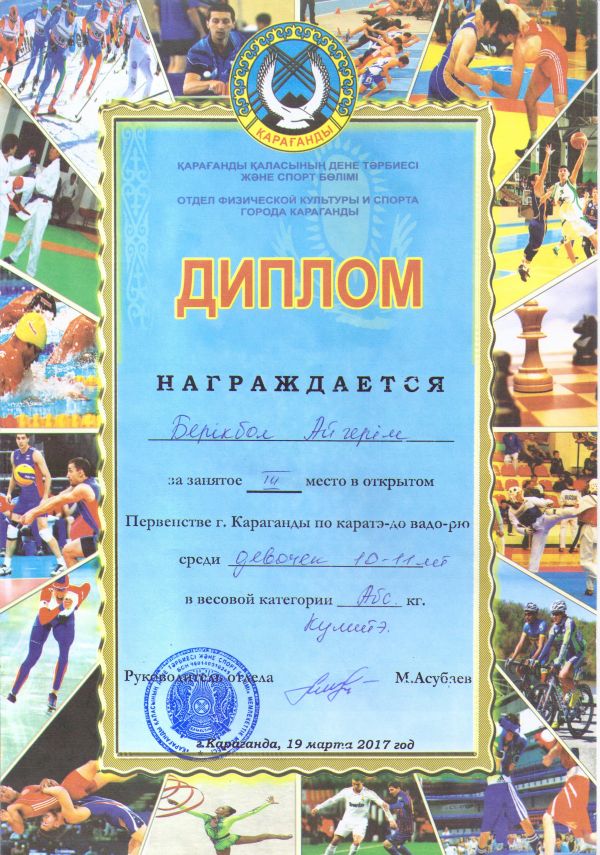 ҚАРАҒАНДЫ
ҚАРАҒАНДЫ ҚАЛАСЫНЫҢ ДЕНЕ ТӘРБИЕСІ
ЖӘНЕ СПОРТ БӨЛІМІ
ОТДЕЛ ФИЗИЧЕСКОЙ КУЛЬТУРЫ И СПОРТА
ГОРОДА КАРАГАНДЫ
ДИПЛОМ
НАГРАЖДАЕТСЯ
Берікбол Айгерім
за занятое III место в открытом
Первенстве г. Караганды по каратэ-до вадо-рю
среди девочек 10-11 лет
в весовой категории Абс. кг.
Кумитэ.
Руководитель отдела М.Асубаев
г.Караганда, 19 марта 2017 год